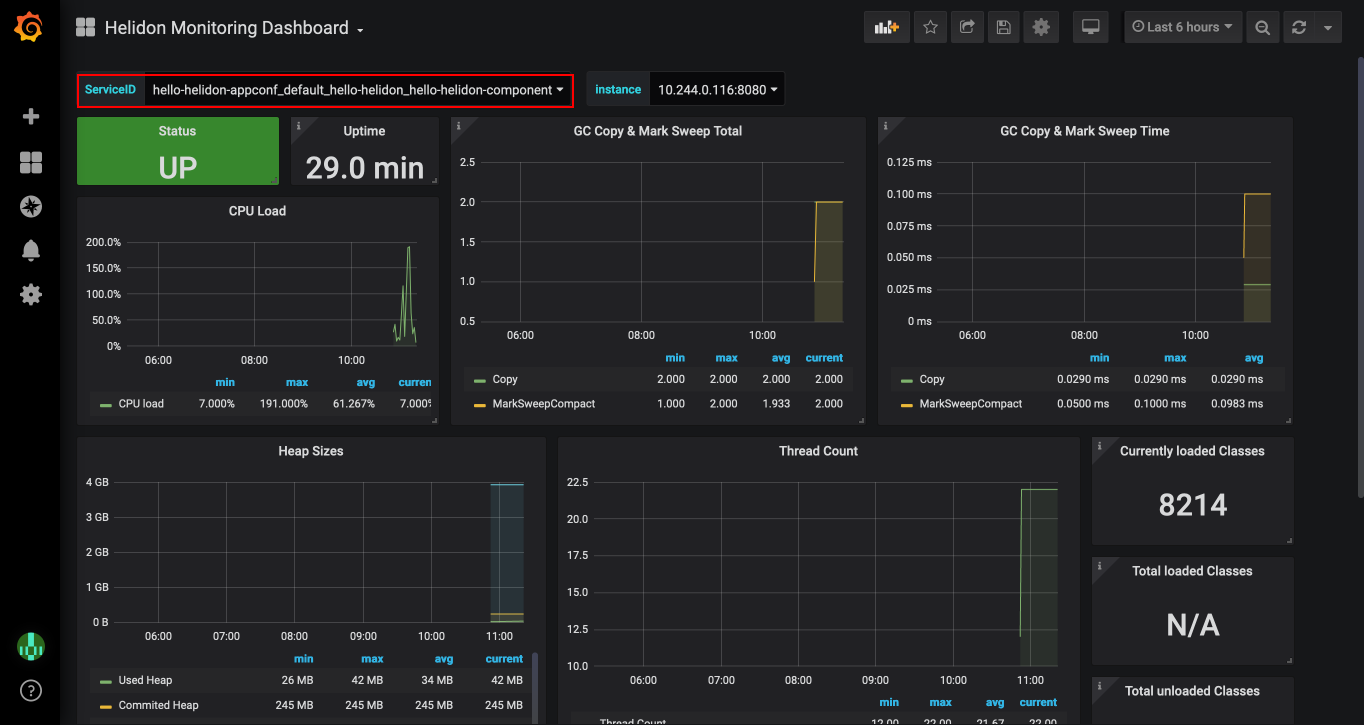 Helidon Monitoring Dashboard
Last 6 hours
ServiceID hello-helidon-appconf_default_hello-helidon_hello-helidon-component instance 10.244.0.116:8080
Status
UP
Uptime
29.0 min
CPU Load
200.0%
150.0%
100.0%
50.0%
0%
06:00 08:00 10:00
min max avg curren
CPU load 7.000% 191.000% 61.267% 7.000%
GC Copy & Mark Sweep Total
2.5
2.0
1.5
1.0
0.5
06:00 08:00 10:00
min max avg current
Copy 2.000 2.000 2.000 2.000
MarkSweepCompact 1.000 2.000 1.933 2.000
GC Copy & Mark Sweep Time
0.125 ms
0.100 ms
0.075 ms
0.050 ms
0.025 ms
0 ms
06:00 08:00 10:00
min max avg
Copy 0.0290 ms 0.0290 ms 0.0290 ms
MarkSweepCompact 0.0500 ms 0.1000 ms 0.0983 ms
Heap Sizes
4 GB
3 GB
2 GB
1 GB
0 B
06:00 07:00 08:00 09:00 10:00 11:00
min max avg current
Used Heap 26 MB 42 MB 34 MB 42 MB
Commited Heap 245 MB 245 MB 245 MB 245 MB
Thread Count
22.5
20.0
17.5
15.0
12.5
10.0
06:00 07:00 08:00 09:00 10:00 11:00
min max avg current
Thread Count 12.00 22.00 21.67 22.00
Currently loaded Classes
8214
Total loaded Classes
N/A
Total unloaded Classes